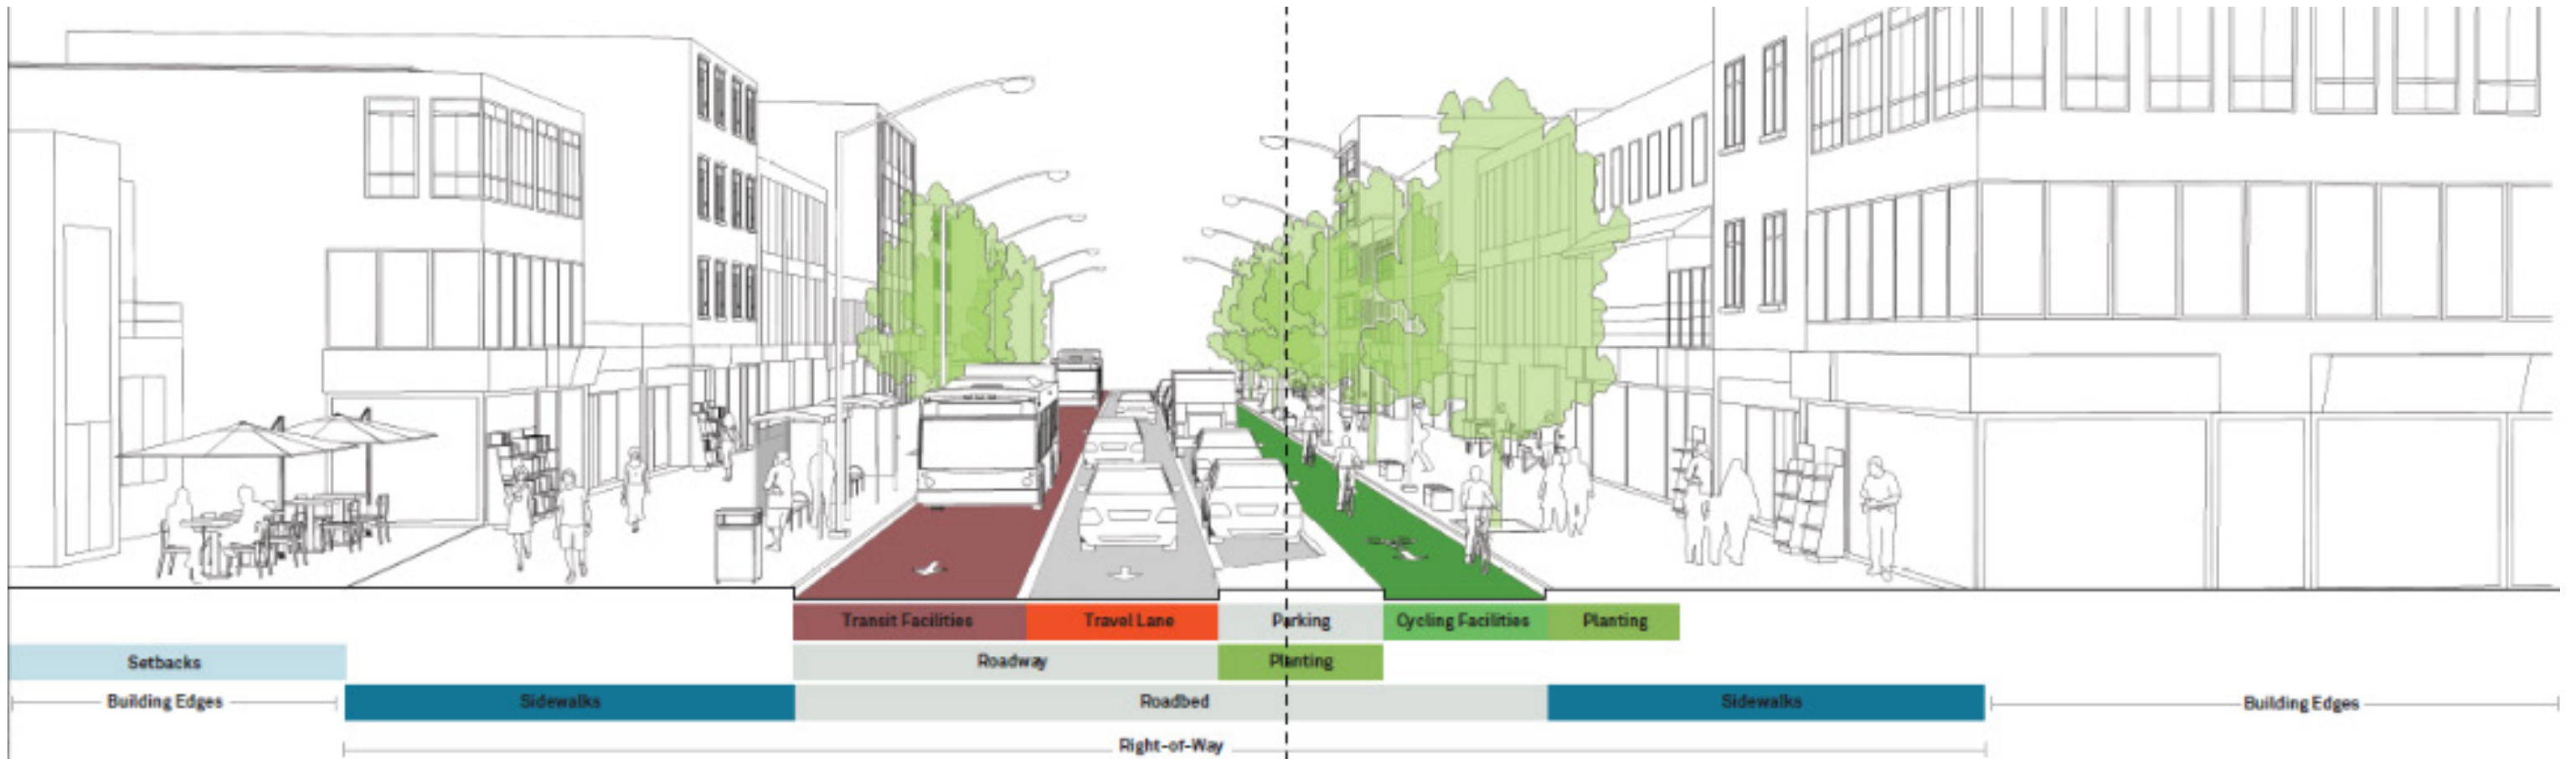 Transit Facilities Travel Lane Parking Cycling Facilities Planting
Setbacks Roadway Planting
Building Edges Sidewalks Roadbed Sidewalks Building Edges
Right-of-Way